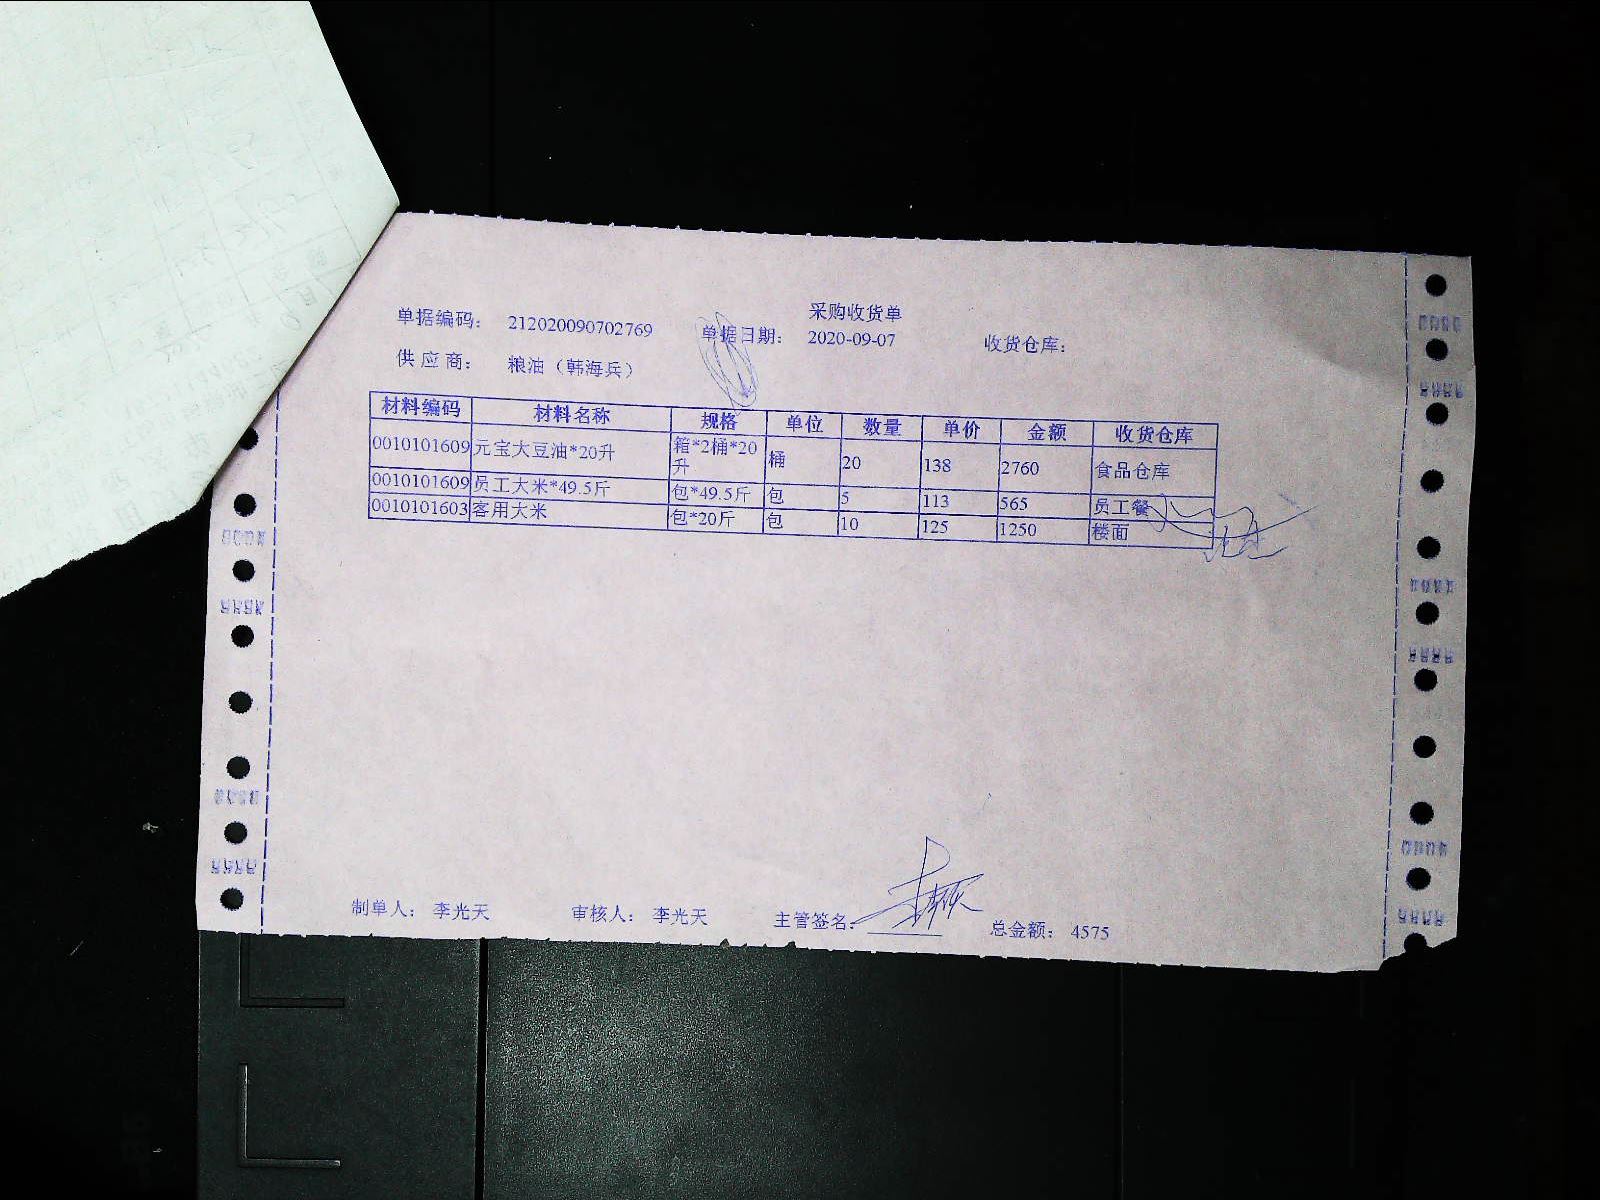 采购收货单
单据编码: 212020090702769 单据日期: 2020-09-07 收货仓库:
供应商: 粮油（韩海兵）
材料编码 材料名称 规格 单位 数量 单价 金额 收货仓库
0010101609 元宝大豆油*20升 箱*2桶*20升 桶 20 138 2760 食品仓库
0010101609 员工大米*49.5斤 包*49.5斤 包 5 113 565 员工餐
0010101603 客用大米 包*20斤 包 10 125 1250 楼面
制单人: 李光天 审核人: 李光天 主管签名: 总金额: 4575